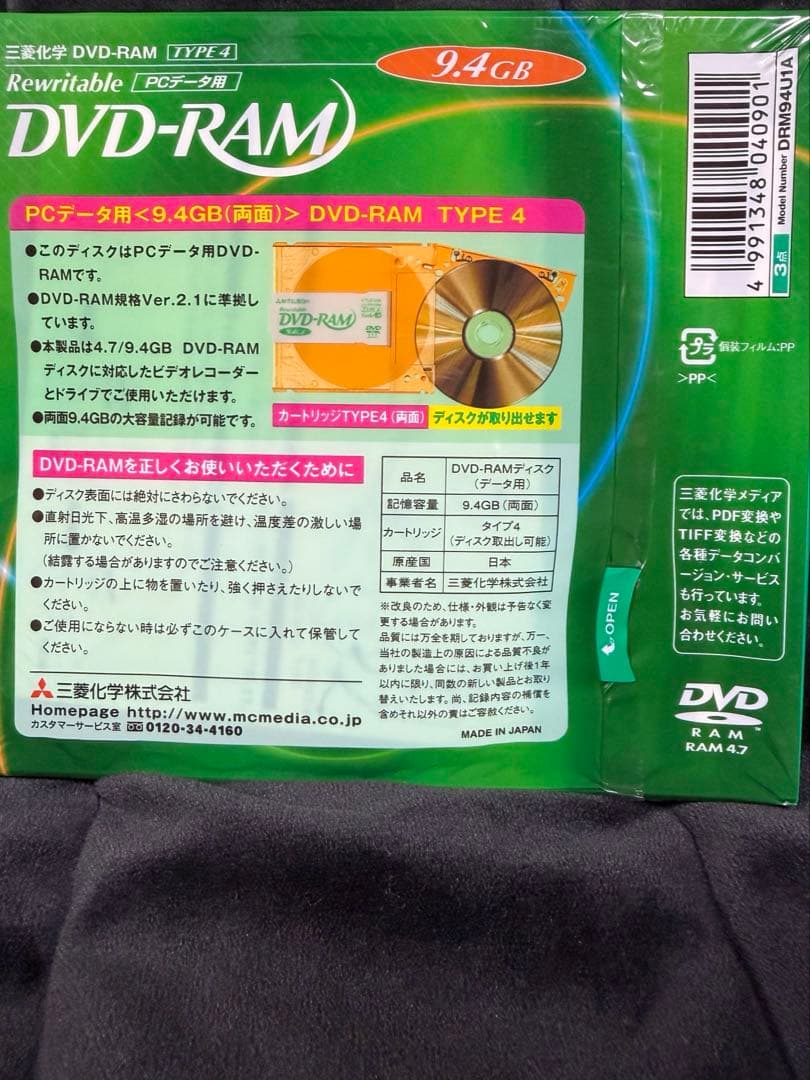 三菱化学 DVD-RAM TYPE 4
9.4GB
Rewritable PCデータ用
DVD-RAM
PCデータ用<9.4GB(両面)> DVD-RAM TYPE 4
●このディスクはPCデータ用DVD-
RAMです。
●DVD-RAM規格Ver.2.1に準拠し
ています。
●本製品は4.7/9.4GB DVD-RAM
ディスクに対応したビデオレコーダー
とドライブでご使用いただけます。
●両面9.4GBの大容量記録が可能です。
MITSUBISHI
Rewritable
DVD-RAM
9.4GB
DVD
カートリッジTYPE4(両面) ディスクが取り出せます
DVD-RAMを正しくお使いいただくために
●ディスク表面には絶対にさわらないでください。
●直射日光下、高温多湿の場所を避け、温度差の激しい場
所に置かないでください。
(結露する場合がありますのでご注意ください。)
●カートリッジの上に物を置いたり、強く押さえたりしないで
ください。
●ご使用にならない時は必ずこのケースに入れて保管して
ください。
品名 DVD-RAMディスク
(データ用)
記憶容量 9.4GB(両面)
カートリッジ タイプ4
(ディスク取出し可能)
原産国 日本
事業者名 三菱化学株式会社
※改良のため、仕様・外観は予告なく変
更する場合があります。
品質には万全を期しておりますが、万一、
当社の製造上の原因による品質不良が
ありました場合には、お買い上げ後1年
以内に限り、同数の新しい製品とお取り
替えいたします。尚、記録内容の補償を
含めそれ以外の責はご容赦ください。
MADE IN JAPAN
三菱化学株式会社
Homepage http://www.mcmedia.co.jp
カスタマーサービス室 0120-34-4160
OPEN
4 991348 040901
3点
Model Number DRM94U1A
プラ 個装フィルム:PP
>PP<
三菱化学メディア
では、PDF変換や
TIFF変換などの
各種データコンバ
ージョン・サービス
も行っています。
お気軽にお問い
合わせください。
DVD
RAM™
RAM 4.7